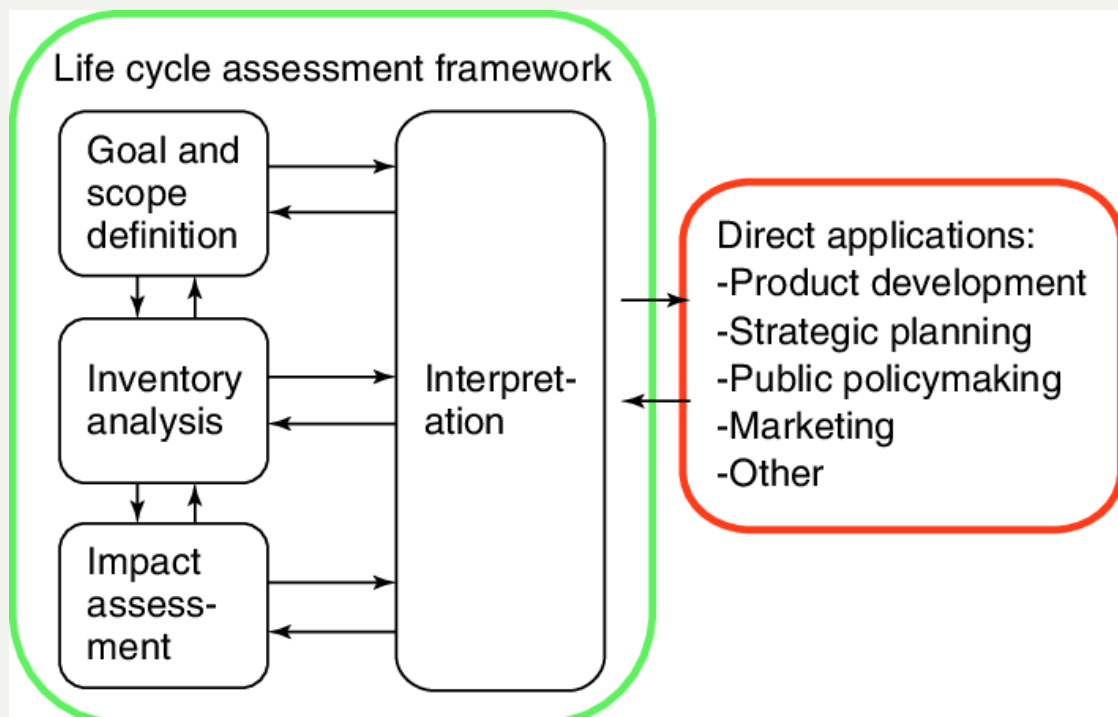 Life cycle assessment framework
Goal and
scope
definition
Inventory
analysis
Impact
assess-
ment
Interpret-
ation
Direct applications:
-Product development
-Strategic planning
-Public policymaking
-Marketing
-Other